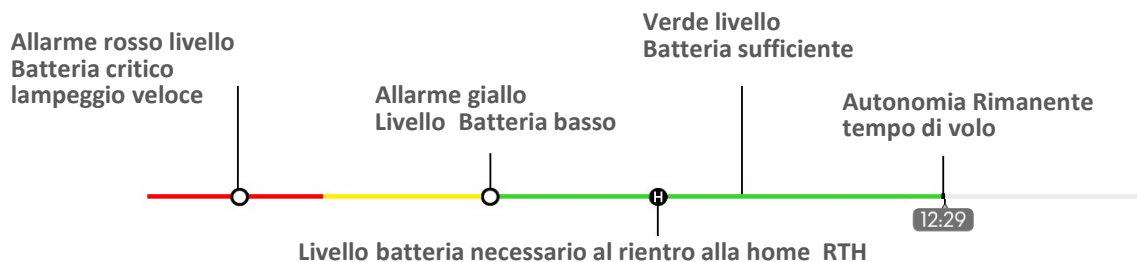 Allarme rosso livello
Batteria critico
lampeggio veloce
Allarme giallo
Livello Batteria basso
Verde livello
Batteria sufficiente
Autonomia Rimanente
tempo di volo
H
12:29
Livello batteria necessario al rientro alla home RTH